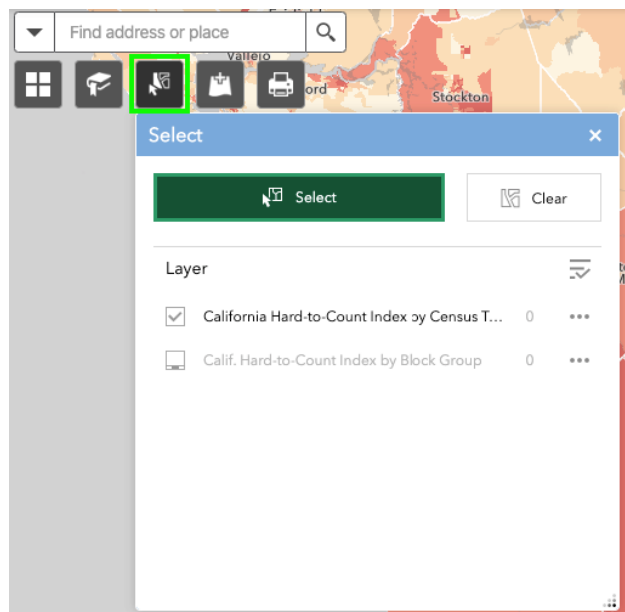 Find address or place
Vallejo
ord
Stockton
Select
Select
Clear
Layer
California Hard-to-Count Index by Census T... 0
Calif. Hard-to-Count Index by Block Group 0